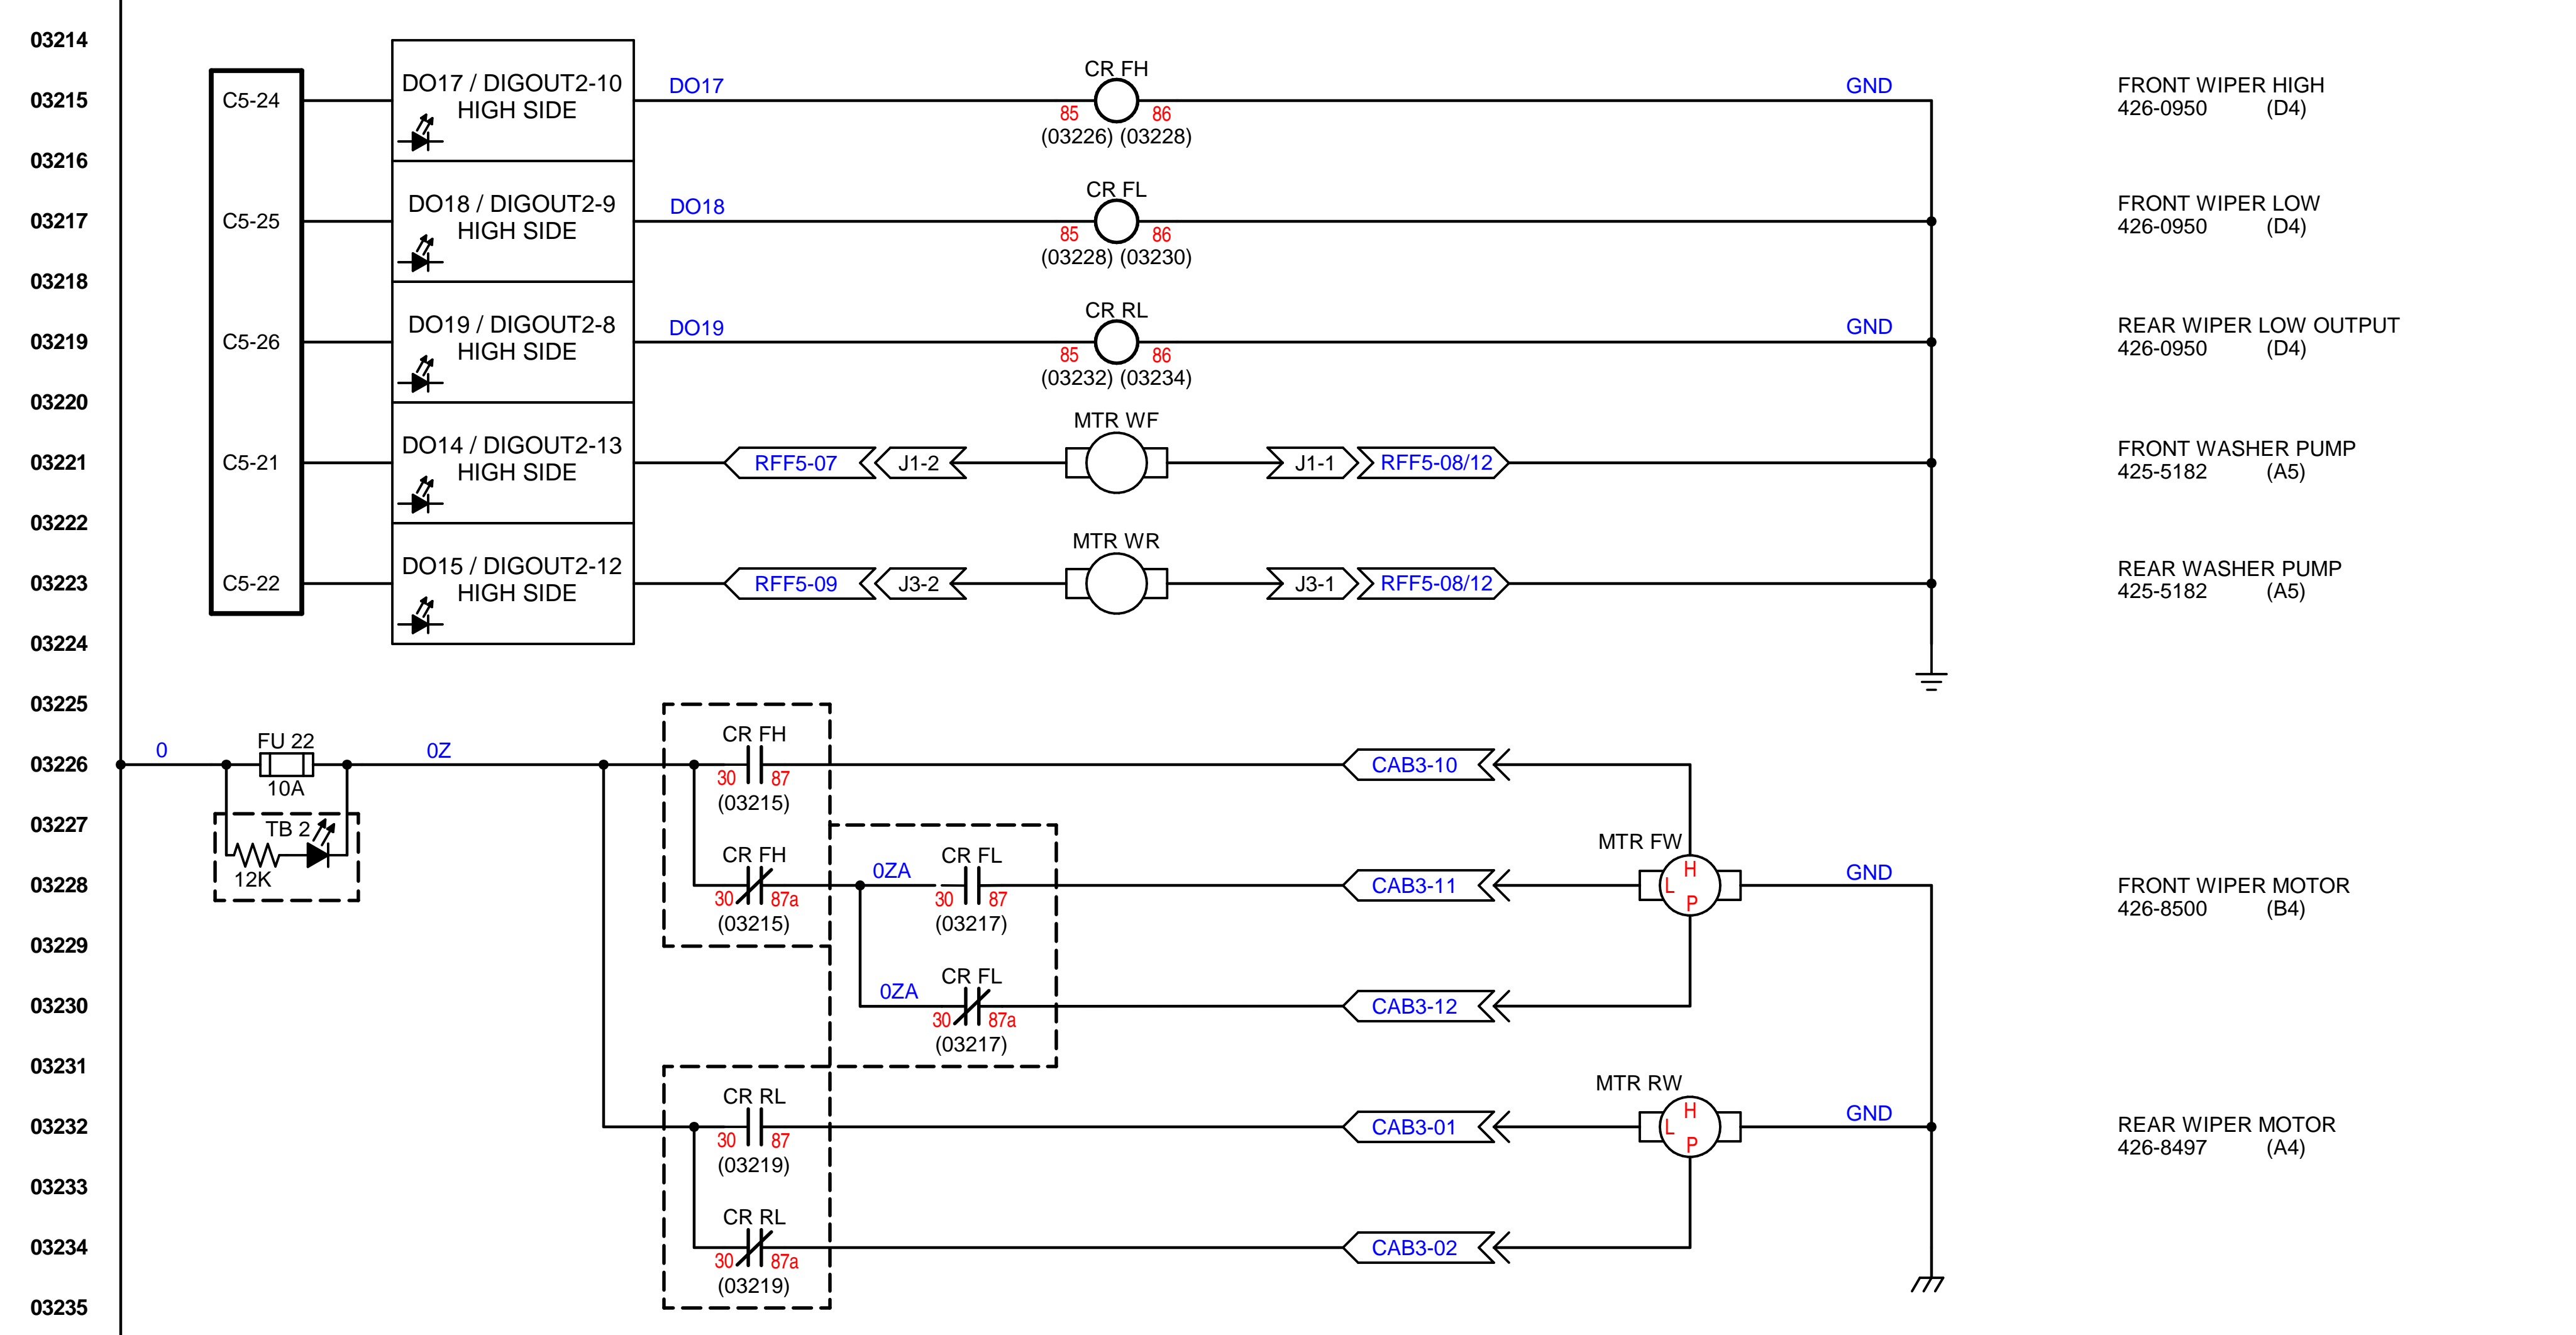 03214
C5-24
DO17 / DIGOUT2-10
HIGH SIDE
DO17
CR FH
85
86
(03226) (03228)
GND
FRONT WIPER HIGH
426-0950 (D4)
03215
03216
C5-25
DO18 / DIGOUT2-9
HIGH SIDE
DO18
CR FL
85
86
(03228) (03230)
FRONT WIPER LOW
426-0950 (D4)
03217
03218
C5-26
DO19 / DIGOUT2-8
HIGH SIDE
DO19
CR RL
85
86
(03232) (03234)
GND
REAR WIPER LOW OUTPUT
426-0950 (D4)
03219
03220
C5-21
DO14 / DIGOUT2-13
HIGH SIDE
RFF5-07
J1-2
MTR WF
J1-1
RFF5-08/12
FRONT WASHER PUMP
425-5182 (A5)
03221
03222
C5-22
DO15 / DIGOUT2-12
HIGH SIDE
RFF5-09
J3-2
MTR WR
J3-1
RFF5-08/12
REAR WASHER PUMP
425-5182 (A5)
03223
03224
03225
03226
0
FU 22
10A
0Z
CR FH
30
87
(03215)
CAB3-10
03227
TB 2
12K
03228
CR FH
30
87a
(03215)
0ZA
CR FL
30
87
(03217)
CAB3-11
MTR FW
H
L
P
GND
FRONT WIPER MOTOR
426-8500 (B4)
03229
03230
0ZA
CR FL
30
87a
(03217)
CAB3-12
03231
03232
CR RL
30
87
(03219)
CAB3-01
MTR RW
H
L
P
GND
REAR WIPER MOTOR
426-8497 (A4)
03233
03234
CR RL
30
87a
(03219)
CAB3-02
03235